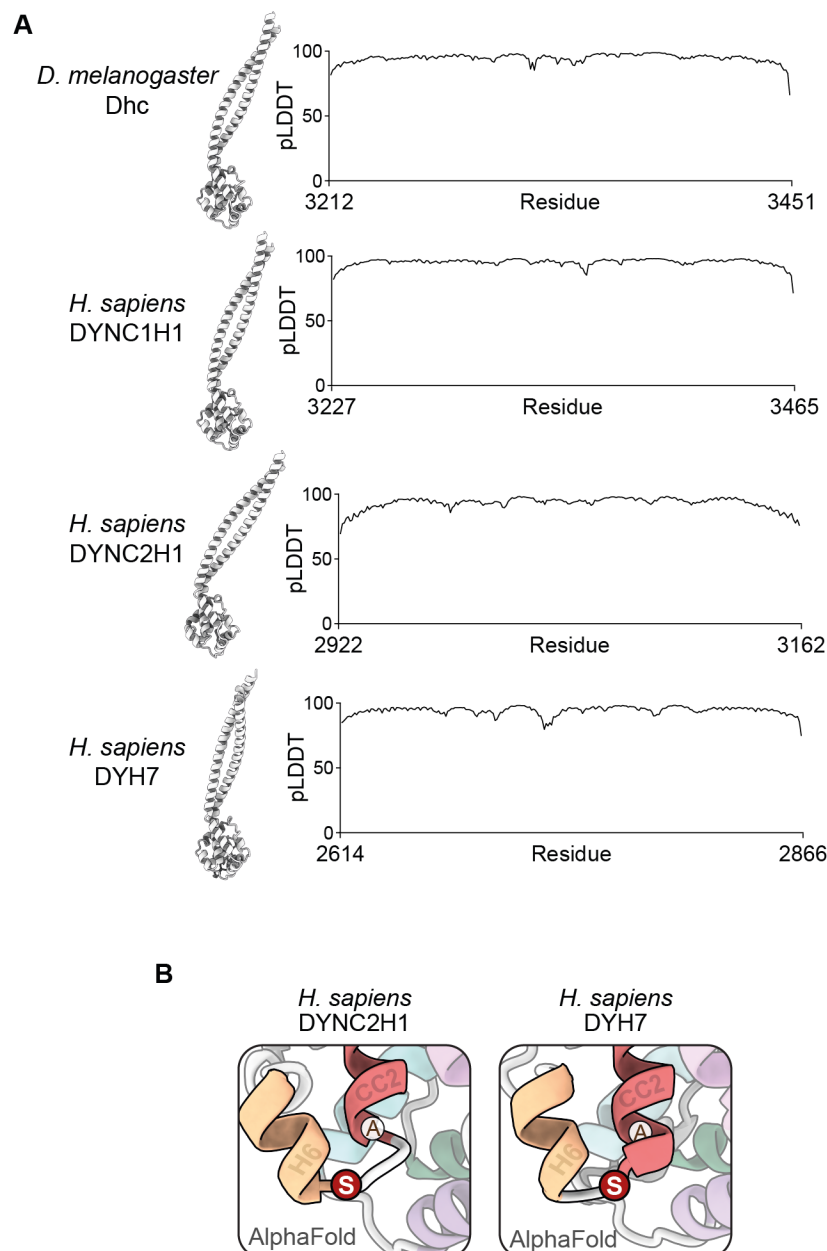 A
D. melanogaster
Dhc
100
50
0
pLDDT
3212
Residue
3451
H. sapiens
DYNC1H1
100
50
0
pLDDT
3227
Residue
3465
H. sapiens
DYNC2H1
100
50
0
pLDDT
2922
Residue
3162
H. sapiens
DYH7
100
50
0
pLDDT
2614
Residue
2866
B
H. sapiens
DYNC2H1
CC2
A
H6
S
AlphaFold
H. sapiens
DYH7
CC2
A
H6
S
AlphaFold